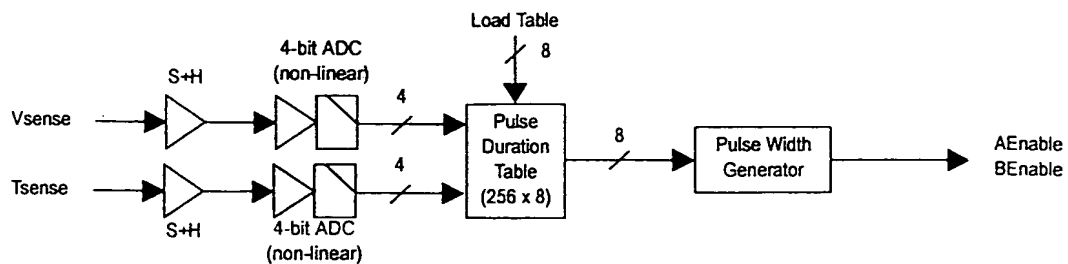 Load Table
8
4-bit ADC
(non-linear)
S+H
4
Vsense
Pulse
Duration
Table
(256 x 8)
8
Pulse Width
Generator
AEnable
BEnable
Tsense
4
S+H
4-bit ADC
(non-linear)